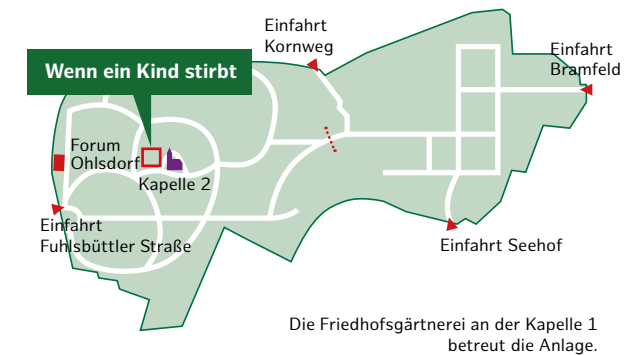 Einfahrt
Kornweg
Einfahrt
Bramfeld
Wenn ein Kind stirbt
Forum
Ohlsdorf
Kapelle 2
Einfahrt
Fuhlsbüttler Straße
Einfahrt Seehof
Die Friedhofsgärtnerei an der Kapelle 1
betreut die Anlage.